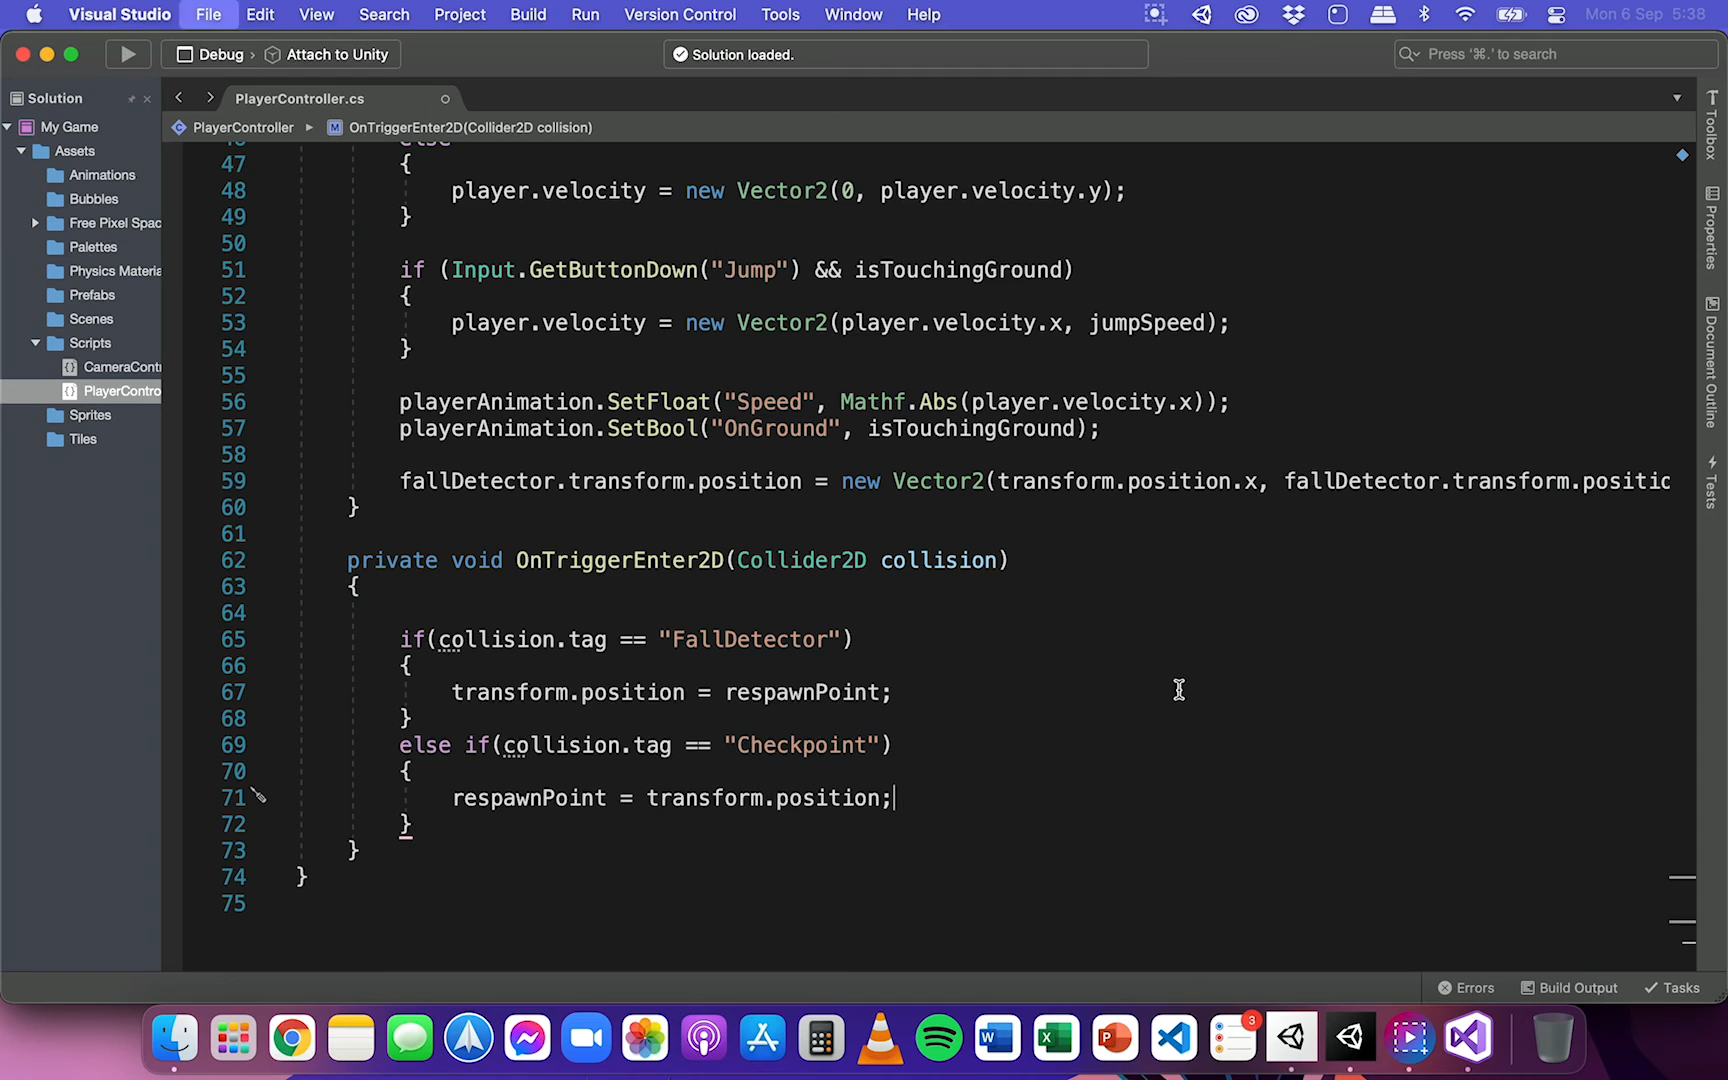 Visual Studio File Edit View Search Project Build Run Version Control Tools Window Help Mon 6 Sep 5:38
Debug › Attach to Unity
Solution loaded.
Press '⌘.' to search
Solution
PlayerController.cs
PlayerController ▸ OnTriggerEnter2D(Collider2D collision)
My Game
Assets
Animations
Bubbles
Free Pixel Spac
Palettes
Physics Materia
Prefabs
Scenes
Scripts
CameraCont
PlayerContro
Sprites
Tiles
46 else
47 {
48 player.velocity = new Vector2(0, player.velocity.y);
49 }
50
51 if (Input.GetButtonDown("Jump") && isTouchingGround)
52 {
53 player.velocity = new Vector2(player.velocity.x, jumpSpeed);
54 }
55
56 playerAnimation.SetFloat("Speed", Mathf.Abs(player.velocity.x));
57 playerAnimation.SetBool("OnGround", isTouchingGround);
58
59 fallDetector.transform.position = new Vector2(transform.position.x, fallDetector.transform.positio
60 }
61
62 private void OnTriggerEnter2D(Collider2D collision)
63 {
64
65 if(collision.tag == "FallDetector")
66 {
67 transform.position = respawnPoint;
68 }
69 else if(collision.tag == "Checkpoint")
70 {
71 respawnPoint = transform.position;
72 }
73 }
74 }
75
Toolbox
Properties
Document Outline
Tests
Errors Build Output Tasks
3